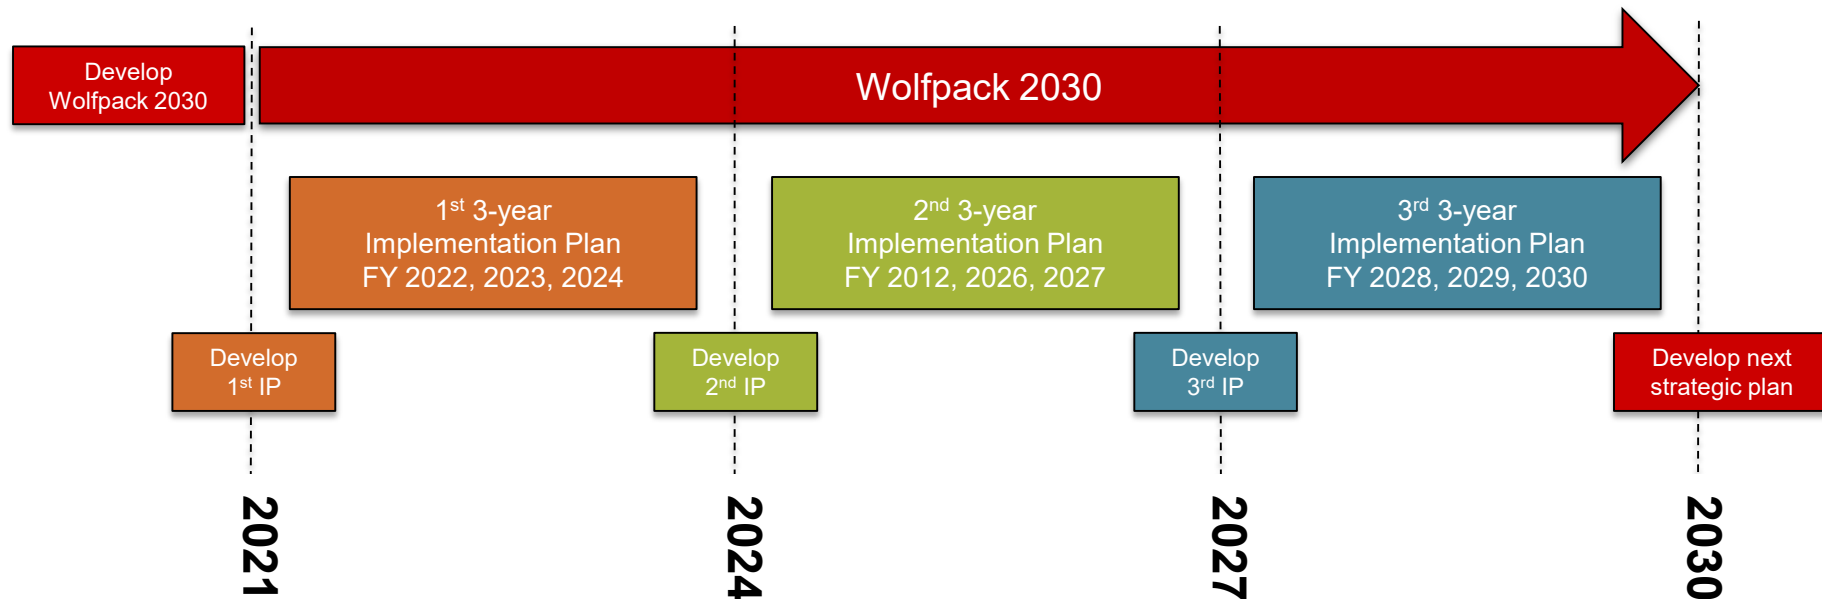 Develop
Wolfpack 2030
Wolfpack 2030
1st 3-year
Implementation Plan
FY 2022, 2023, 2024
2nd 3-year
Implementation Plan
FY 2012, 2026, 2027
3rd 3-year
Implementation Plan
FY 2028, 2029, 2030
Develop
1st IP
Develop
2nd IP
Develop
3rd IP
Develop next
strategic plan
2021
2024
2027
2030